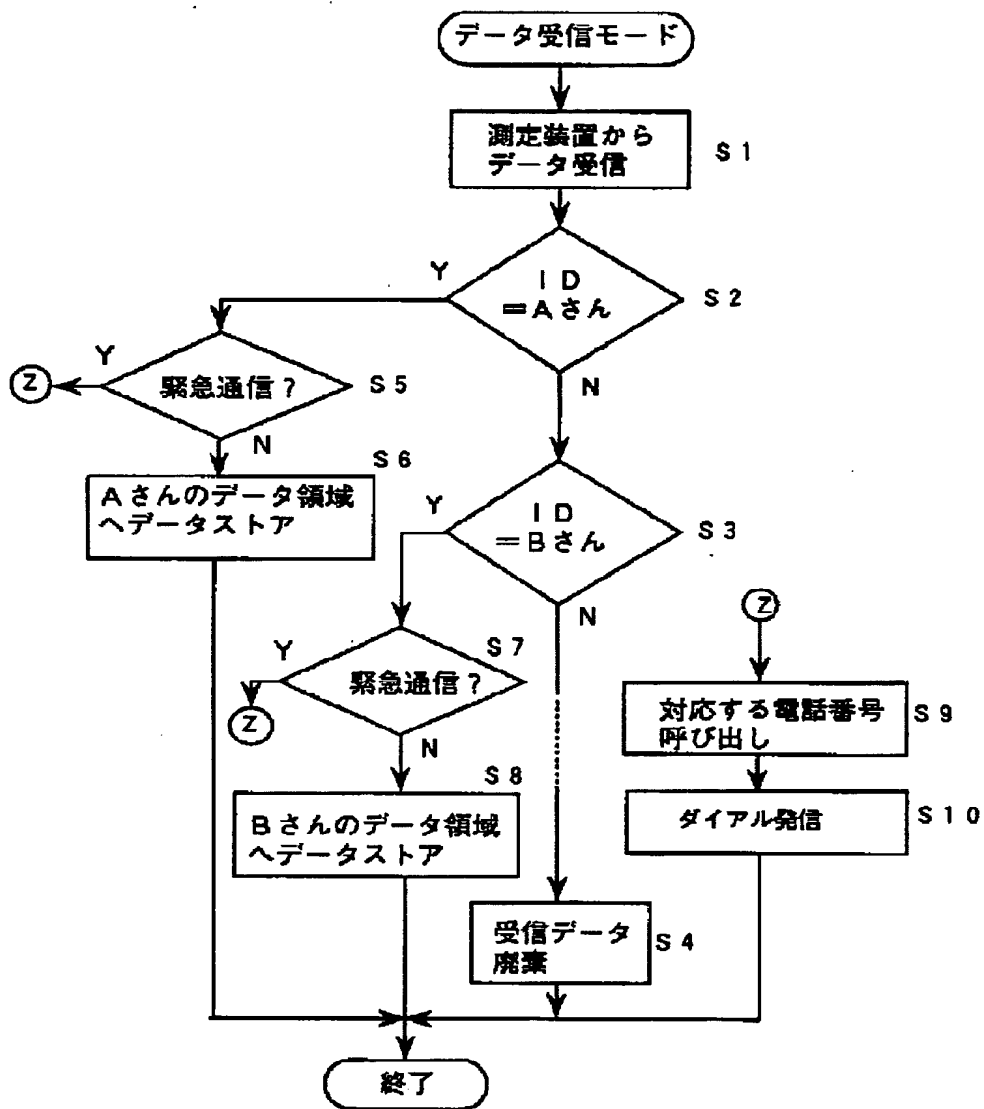 データ受信モード
測定装置から
データ受信
S1
ID
=Aさん
S2
Y
N
緊急通信?
S5
Y
Z
N
S6
Aさんのデータ領域
へデータストア
ID
=Bさん
S3
Y
N
緊急通信?
S7
Y
Z
N
S8
Bさんのデータ領域
へデータストア
受信データ
廃棄
S4
Z
対応する電話番号
呼び出し
S9
ダイアル発信
S10
終了